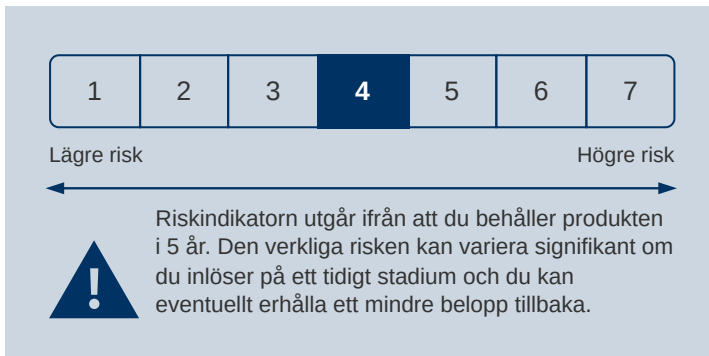 1 2 3 4 5 6 7
Lägre risk Högre risk
Riskindikatorn utgår ifrån att du behåller produkten
i 5 år. Den verkliga risken kan variera signifikant om
du inlöser på ett tidigt stadium och du kan
eventuellt erhålla ett mindre belopp tillbaka.
!